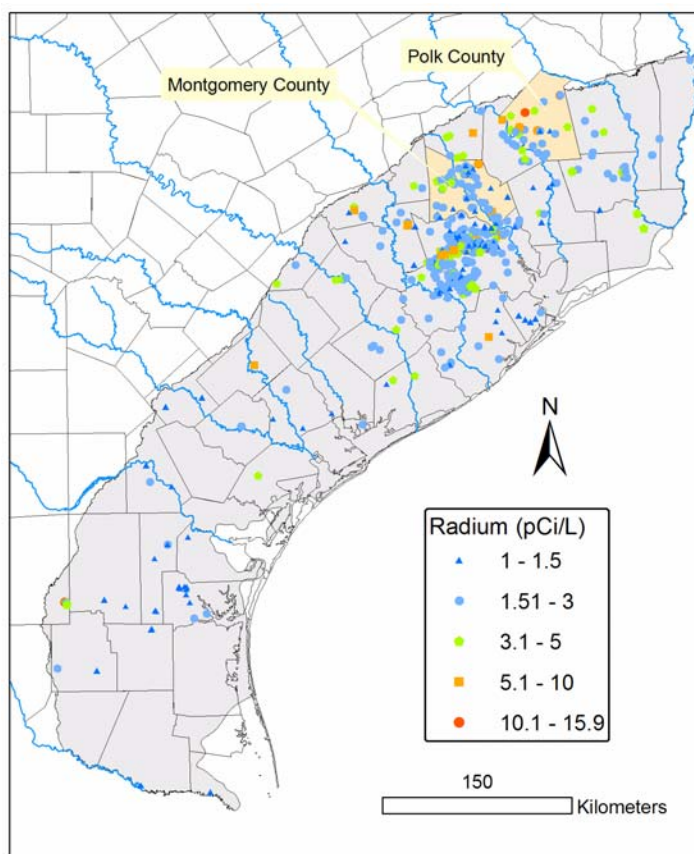 Polk County
Montgomery County
N
Radium (pCi/L)
1 - 1.5
1.51 - 3
3.1 - 5
5.1 - 10
10.1 - 15.9
150
Kilometers